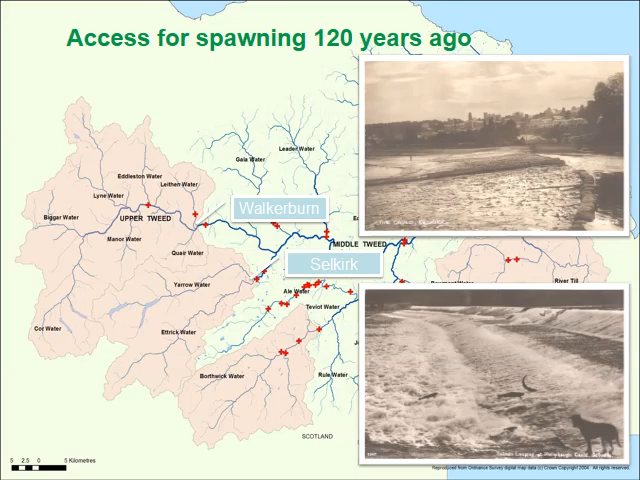 Access for spawning 120 years ago
Leader Water
Gala Water
Eddleston Water
Leithen Water
Lyne Water
Walkerburn
Biggar Water
UPPER TWEED
Manor Water
MIDDLE TWEED
Quair Water
Selkirk
River Till
Yarrow Water
Ale Water
Teviot Water
Cor Water
Ettrick Water
Rule Water
Borthwick Water
SCOTLAND
5 2.5 0 5 Kilometres
Reproduced from Ordnance Survey digital map data (c) Crown Copyright 2004. All rights reserved.